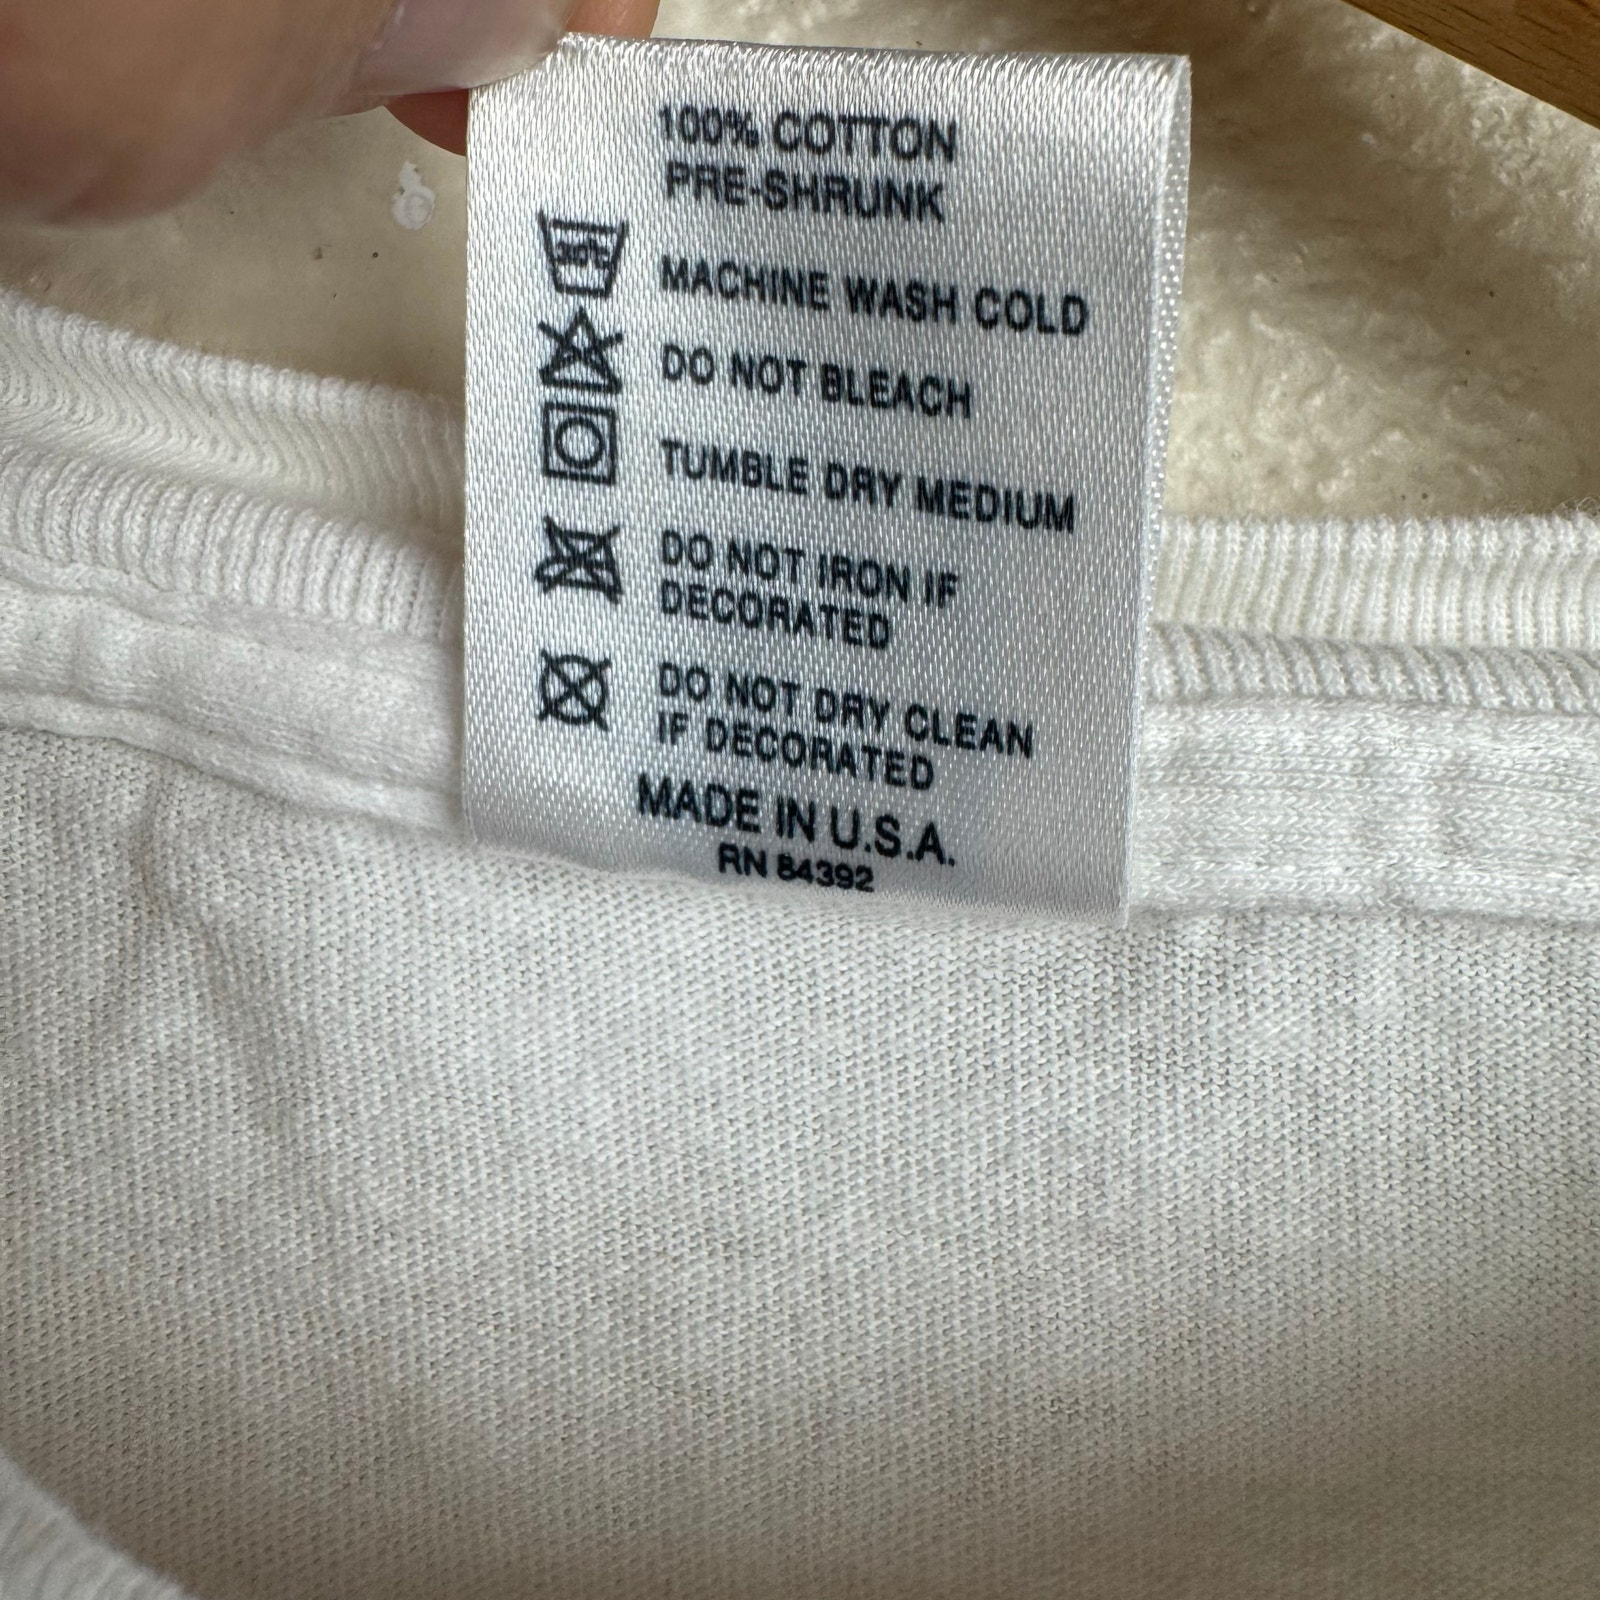 100% COTTON
PRE-SHRUNK
MACHINE WASH COLD
DO NOT BLEACH
TUMBLE DRY MEDIUM
DO NOT IRON IF
DECORATED
DO NOT DRY CLEAN
IF DECORATED
MADE IN U.S.A.
RN 84392